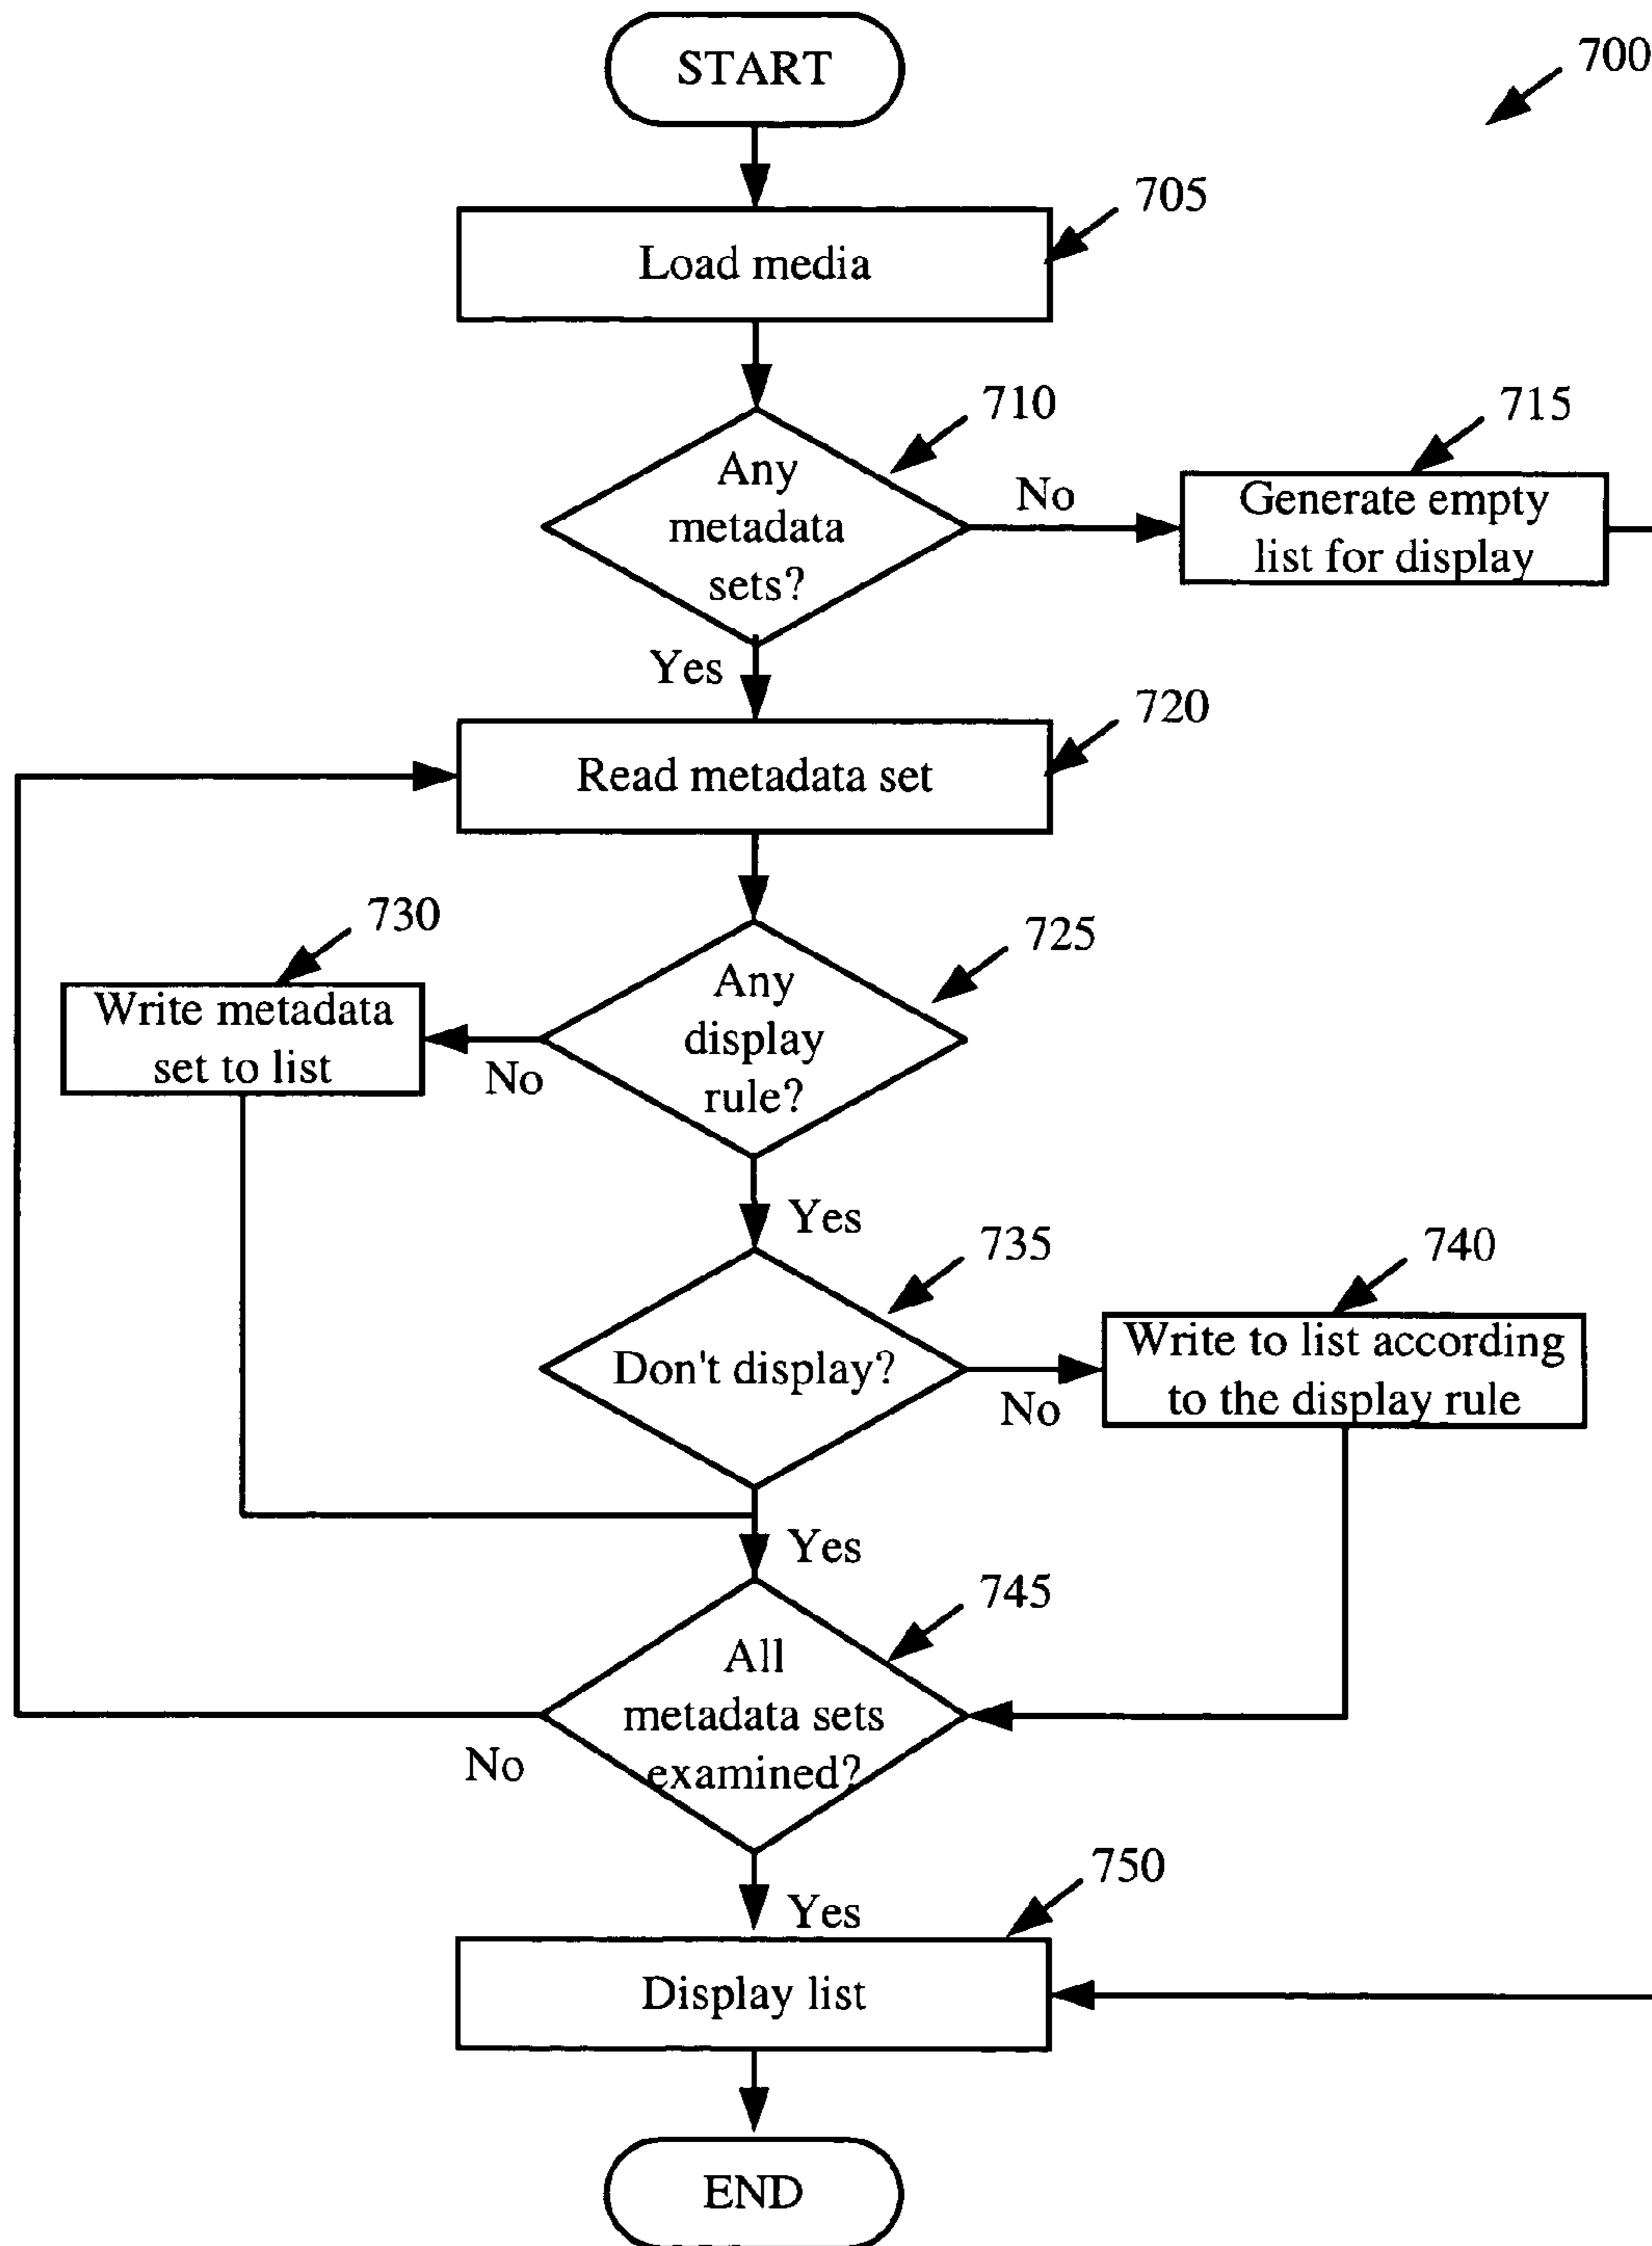 START
700
705
Load media
710
715
Any
metadata
sets?
No
Generate empty
list for display
Yes
720
Read metadata set
730
725
Write metadata
set to list
No
Any
display
rule?
Yes
735
740
Don't display?
No
Write to list according
to the display rule
Yes
745
All
metadata sets
examined?
No
750
Yes
Display list
END